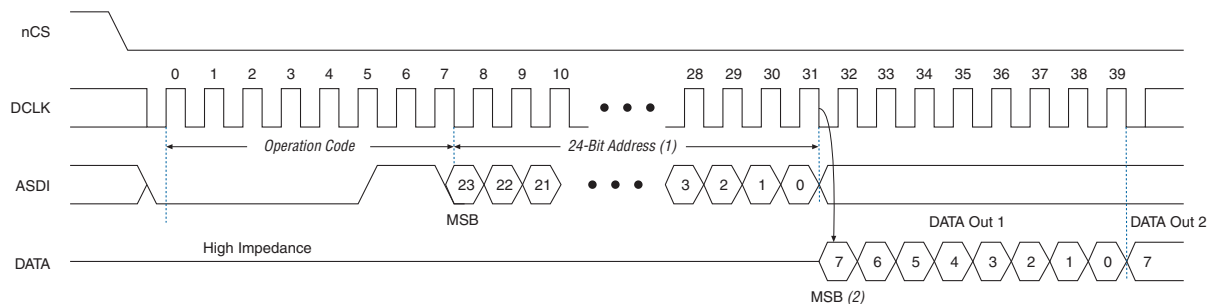 nCS
0 1 2 3 4 5 6 7 8 9 10 28 29 30 31 32 33 34 35 36 37 38 39
DCLK
Operation Code 24-Bit Address (1)
ASDI 23 22 21 3 2 1 0
MSB
DATA Out 1 DATA Out 2
High Impedance
DATA 7 6 5 4 3 2 1 0 7
MSB (2)